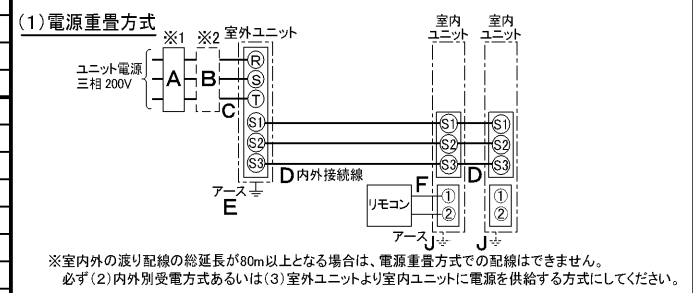 (1)電源重畳方式
※1 ※2 室外ユニット
室内
ユニット
室内
ユニット
ユニット電源
三相200V
A
B
C
R
S
T
S1
S2
S3
S1
S2
S3
S1
S2
S3
D 内外接続線
D
アース
E
F
リモコン
①
②
①
②
アース J
J
※室内外の渡り配線の総延長が80m以上となる場合は、電源重畳方式での配線はできません。
必ず(2)内外別受電方式あるいは(3)室外ユニットより室内ユニットに電源を供給する方式にしてください。